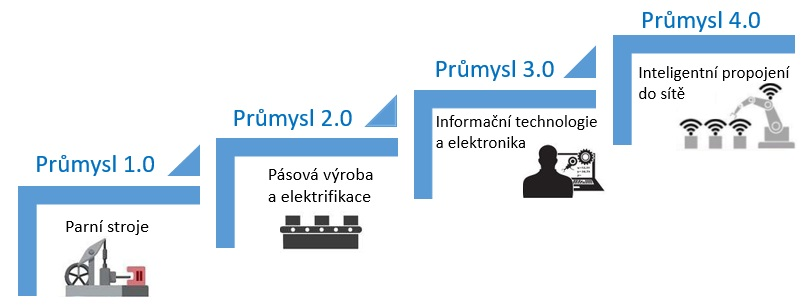 Průmysl 1.0
Parní stroje
Průmysl 2.0
Pásová výroba
a elektrifikace
Průmysl 3.0
Informační technologie
a elektronika
Průmysl 4.0
Inteligentní propojení
do sítě